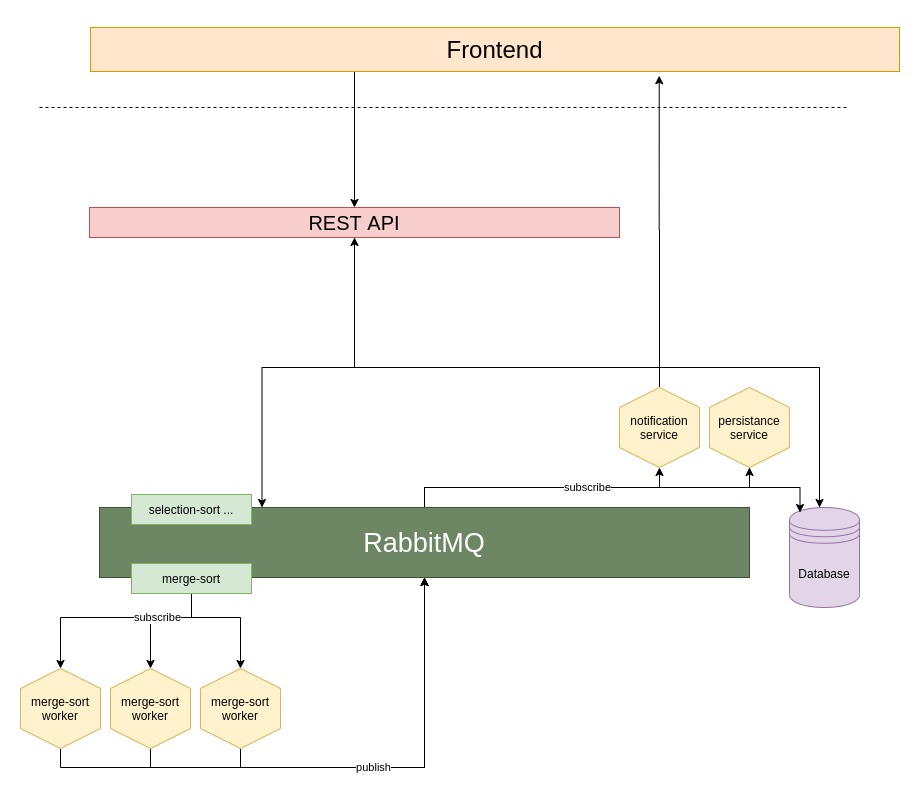 Frontend
REST API
notification
service
persistance
service
subscribe
selection-sort ...
RabbitMQ
Database
merge-sort
subscribe
merge-sort
worker
merge-sort
worker
merge-sort
worker
publish